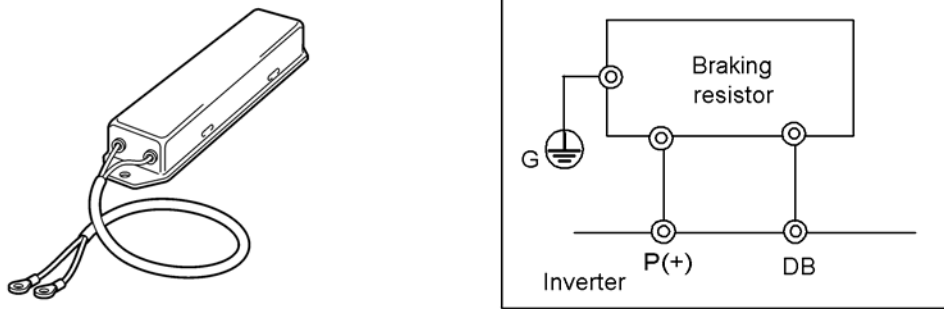 Braking
resistor
G
P(+)
DB
Inverter